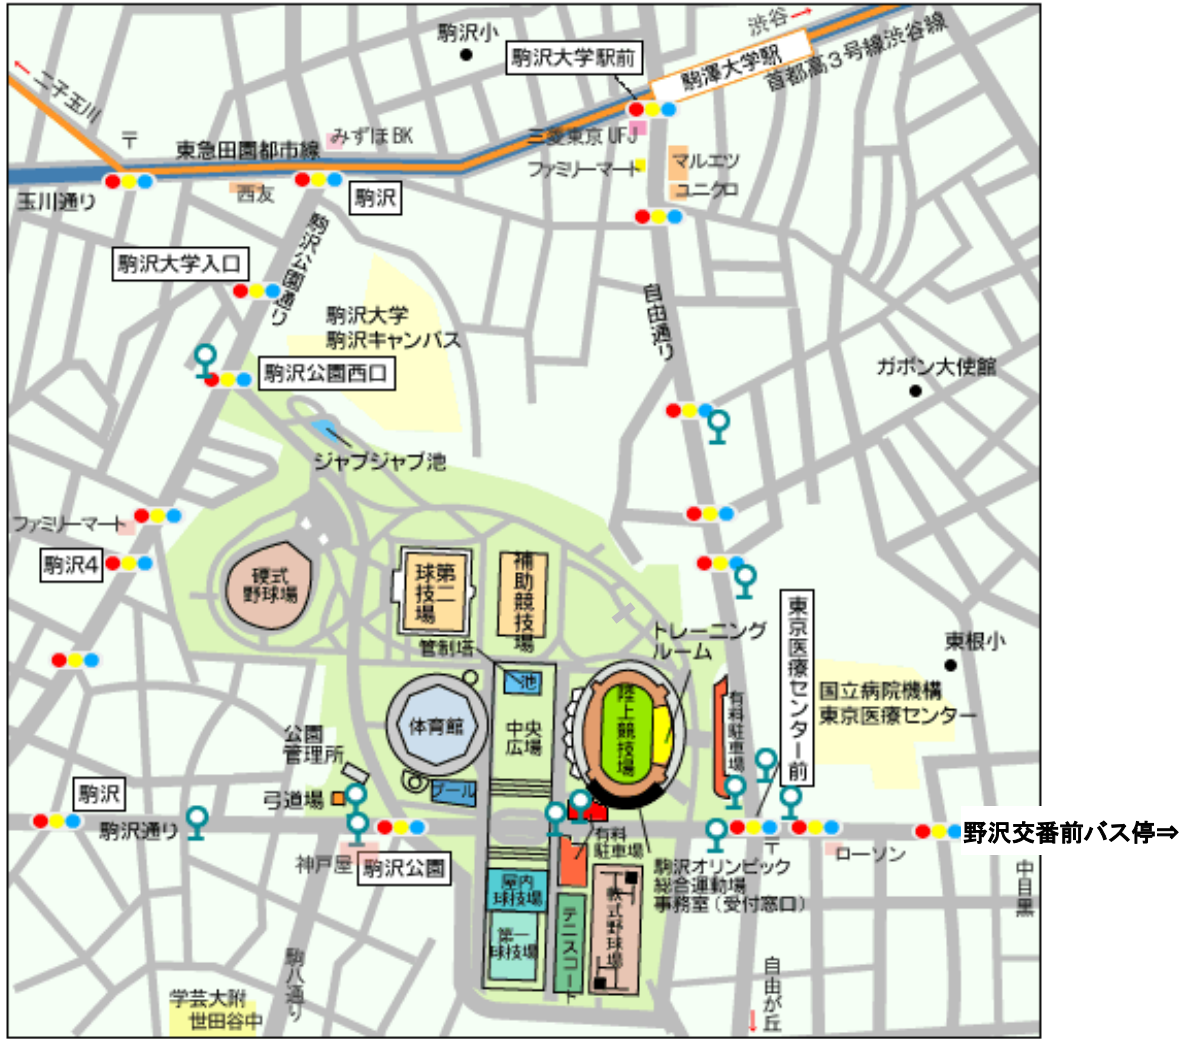 渋谷→
駒沢小
駒沢大学駅前
駒澤大学駅
首都高3号線渋谷線
←二子玉川
〒
東急田園都市線
みずほBK
三菱東京UFJ
ファミリーマート
マルエツ
ユニクロ
玉川通り
西友
駒沢
駒沢公園通り
駒沢大学入口
駒沢大学
駒沢キャンパス
自由通り
駒沢公園西口
ガボン大使館
ジャブジャブ池
ファミリーマート
駒沢4
硬式
野球場
第二
球技場
補助競技場
管制塔
トレーニング
ルーム
東京医療センター前
東根小
国立病院機構
東京医療センター
池
中央
広場
体育館
陸上競技場
有料駐車場
公園
管理所
プール
弓道場
駒沢
駒沢通り
神戸屋
駒沢公園
有料
駐車場
〒
ローソン
野沢交番前バス停⇒
駒沢オリンピック
総合運動場
事務室(受付窓口)
屋内
球技場
第一
球技場
テニスコート
軟式野球場
中目黒
駒八通り
自由が丘
↓
学芸大附
世田谷中